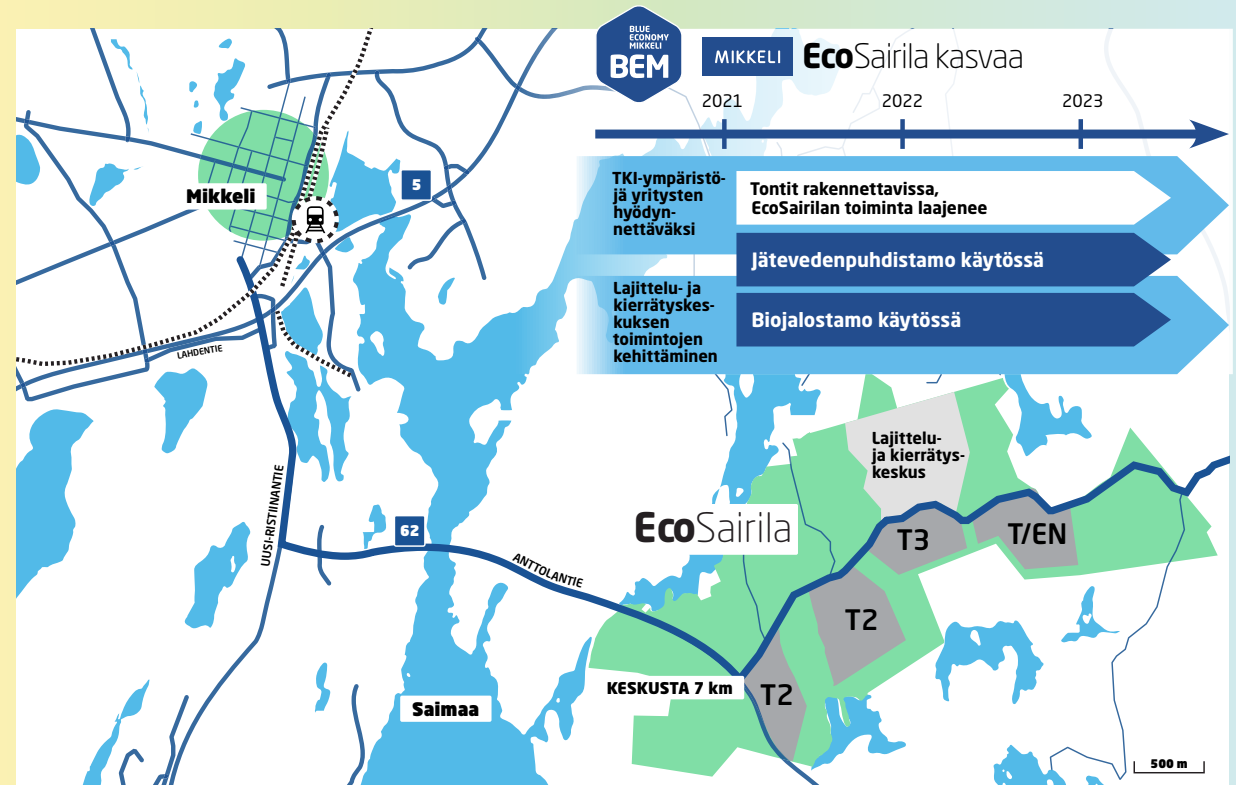 BLUE
ECONOMY
MIKKELI
BEM
MIKKELI
EcoSairila kasvaa
2021
2022
2023
TKI-ympäristö-
jä yritysten
hyödyn-
nettäväksi
Tontit rakennettavissa,
EcoSairilan toiminta laajenee
Jätevedenpuhdistamo käytössä
Lajittelu- ja
kierrätyskes-
kuksen
toimintojen
kehittäminen
Biojalostamo käytössä
Mikkeli
5
LAHDENTIE
UUSI-RISTIINANTIE
62
ANTTOLANTIE
EcoSairila
Lajittelu-
ja kierrätys-
keskus
T3
T/EN
T2
T2
KESKUSTA 7 km
Saimaa
500 m